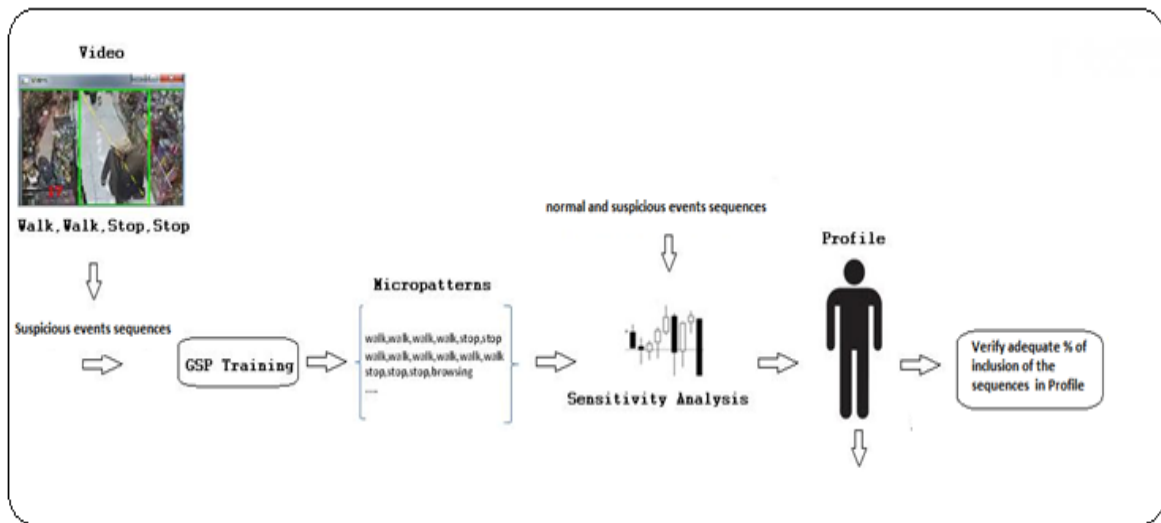 Video
17
Walk,Walk,Stop,Stop
Suspicious events sequences
GSP Training
Micropatterns
walk,walk,walk,walk,stop,stop
walk,walk,walk,walk,walk,walk
stop,stop,stop,browsing
....
normal and suspicious events sequences
Sensitivity Analysis
Profile
Verify adequate % of
inclusion of the
sequences in Profile